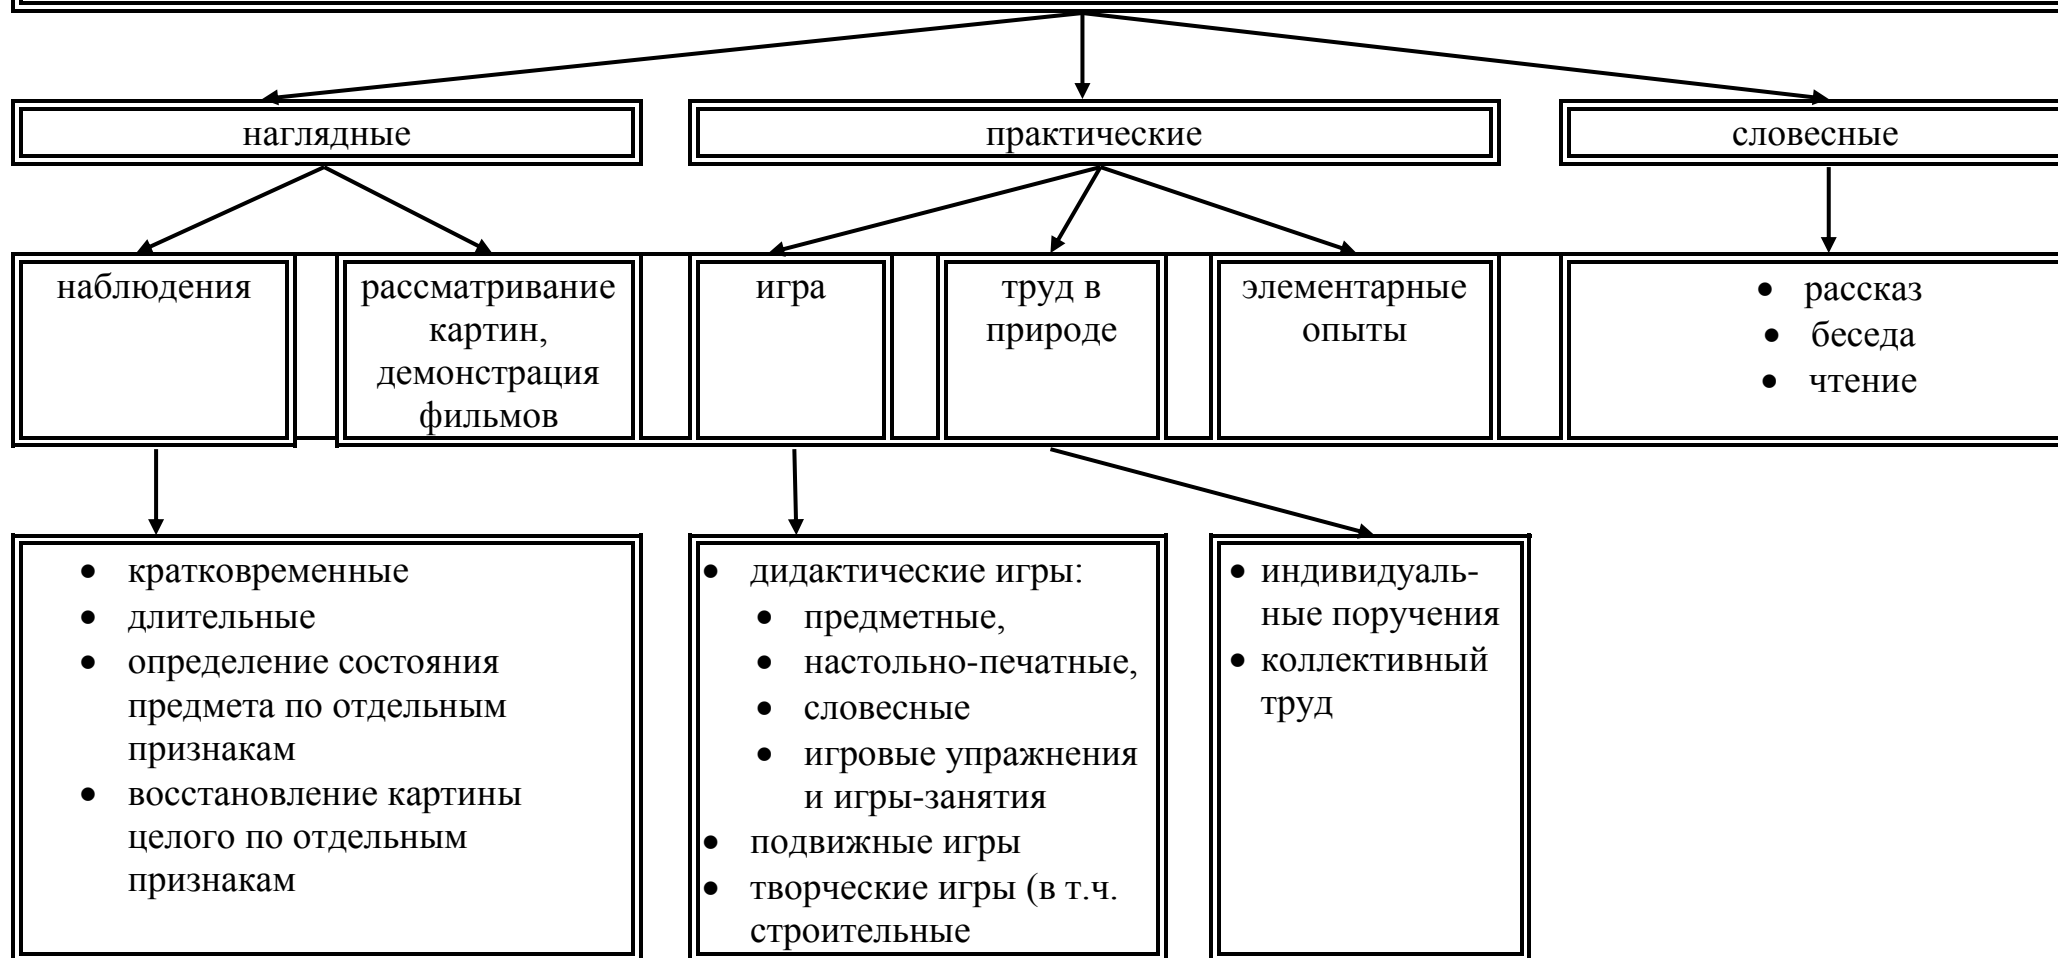 наглядные
практические
словесные
наблюдения
рассматривание
картин,
демонстрация
фильмов
игра
труд в
природе
элементарные
опыты
• рассказ
• беседа
• чтение
• кратковременные
• длительные
• определение состояния
предмета по отдельным
признакам
• восстановление картины
целого по отдельным
признакам
• дидактические игры:
• предметные,
• настольно-печатные,
• словесные
• игровые упражнения
и игры-занятия
• подвижные игры
• творческие игры (в т.ч.
строительные
• индивидуаль-
ные поручения
• коллективный
труд